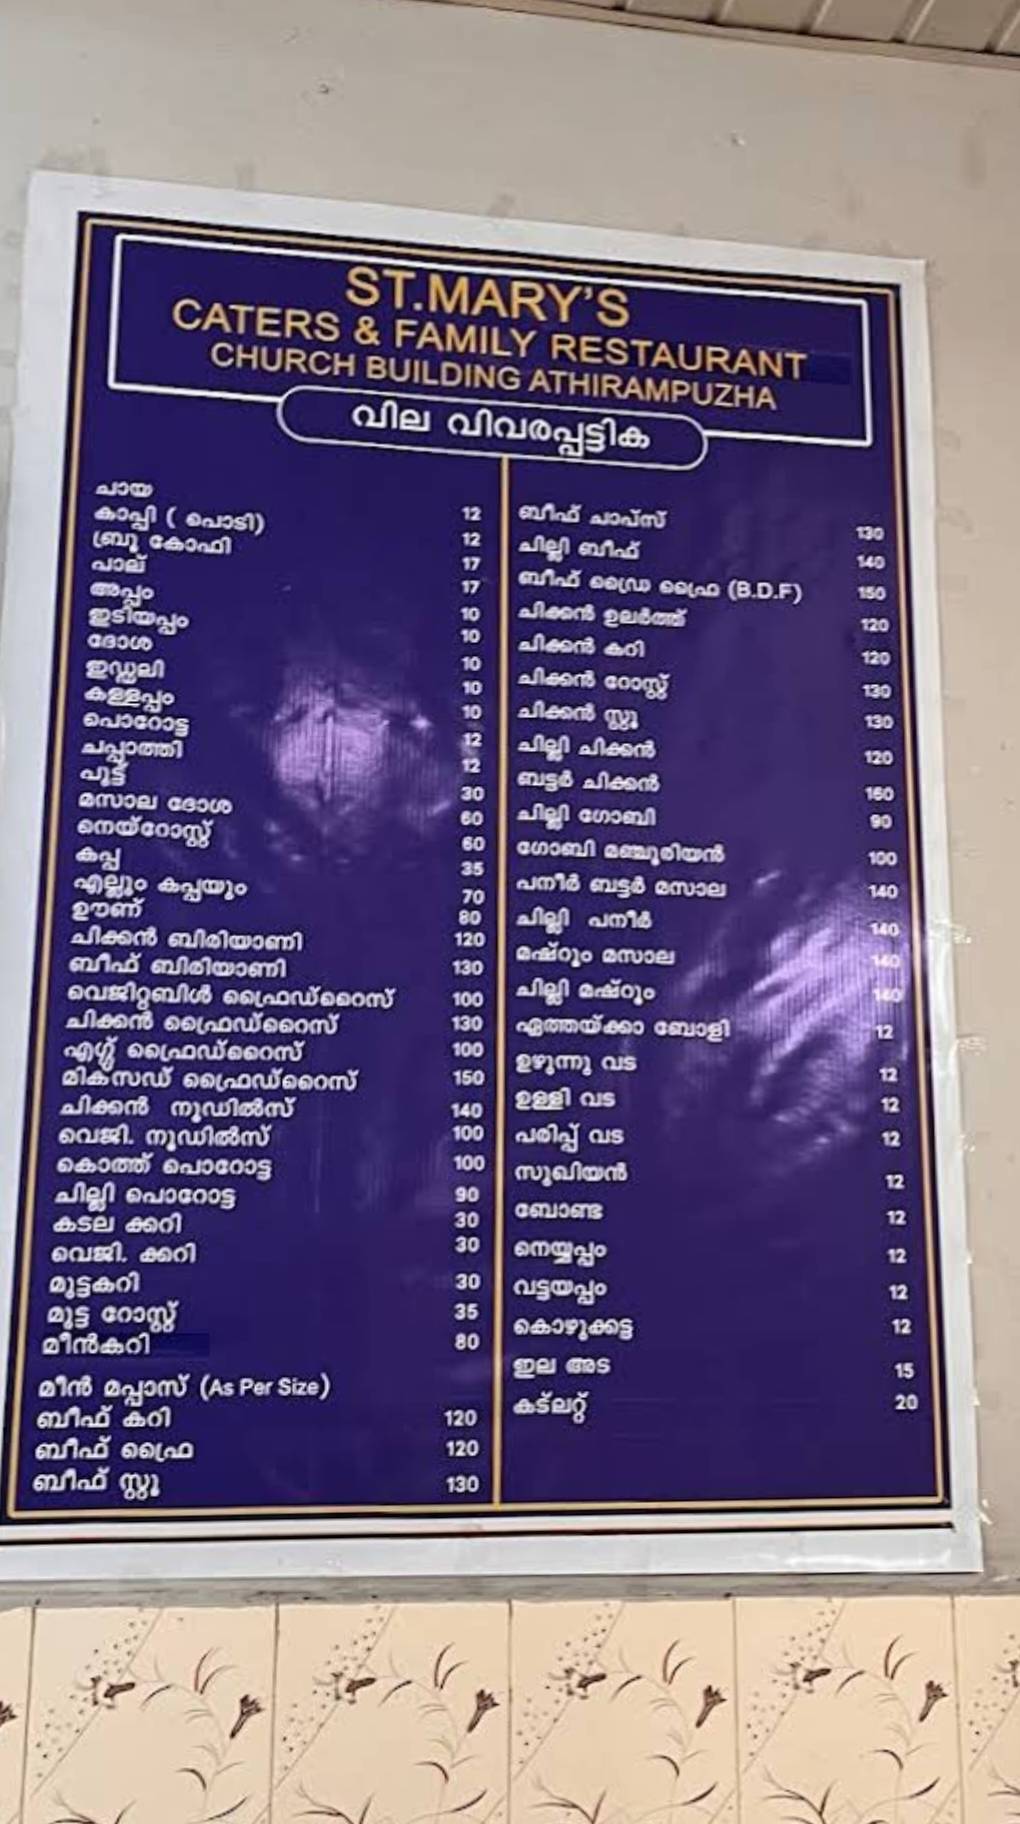 ST.MARY'S
CATERS & FAMILY RESTAURANT
CHURCH BUILDING ATHIRAMPUZHA
വില വിവരപ്പട്ടിക
ചായ 12
കാപ്പി ( പൊടി) 12
ബ്രൂ കോഫി 17
പാല് 17
അപ്പം 10
ഇടിയപ്പം 10
ദോശ 10
ഇഡ്ഡലി 10
കള്ളപ്പം 10
പൊറോട്ട 12
ചപ്പാത്തി 12
പുട്ട് 30
മസാല ദോശ 60
നെയ്റോസ്റ്റ് 60
കപ്പ 35
എല്ലും കപ്പയും 70
ഊണ് 80
ചിക്കൻ ബിരിയാണി 120
ബീഫ് ബിരിയാണി 130
വെജിറ്റബിൾ ഫ്രൈഡ്റൈസ് 100
ചിക്കൻ ഫ്രൈഡ്റൈസ് 130
എഗ്ഗ് ഫ്രൈഡ്റൈസ് 100
മിക്സഡ് ഫ്രൈഡ്റൈസ് 150
ചിക്കൻ നൂഡിൽസ് 140
വെജി. നൂഡിൽസ് 100
കൊത്ത് പൊറോട്ട 100
ചില്ലി പൊറോട്ട 90
കടല ക്കറി 30
വെജി. ക്കറി 30
മുട്ടകറി 30
മുട്ട റോസ്റ്റ് 35
മീൻകറി 80
മീൻ മപ്പാസ് (As Per Size)
ബീഫ് കറി 120
ബീഫ് ഫ്രൈ 120
ബീഫ് സ്റ്റൂ 130
ബീഫ് ചാപ്സ് 130
ചില്ലി ബീഫ് 140
ബീഫ് ഡ്രൈ ഫ്രൈ (B.D.F) 150
ചിക്കൻ ഉലർത്ത് 120
ചിക്കൻ കറി 120
ചിക്കൻ റോസ്റ്റ് 130
ചിക്കൻ സ്റ്റൂ 130
ചില്ലി ചിക്കൻ 120
ബട്ടർ ചിക്കൻ 160
ചില്ലി ഗോബി 90
ഗോബി മഞ്ചൂരിയൻ 100
പനീർ ബട്ടർ മസാല 140
ചില്ലി പനീർ 140
മഷ്റൂം മസാല 140
ചില്ലി മഷ്റൂം 140
ഏത്തയ്ക്കാ ബോളി 12
ഉഴുന്നു വട 12
ഉള്ളി വട 12
പരിപ്പ് വട 12
സുഖിയൻ 12
ബോണ്ട 12
നെയ്യപ്പം 12
വട്ടയപ്പം 12
കൊഴുക്കട്ട 12
ഇല അട 15
കട്ലറ്റ് 20